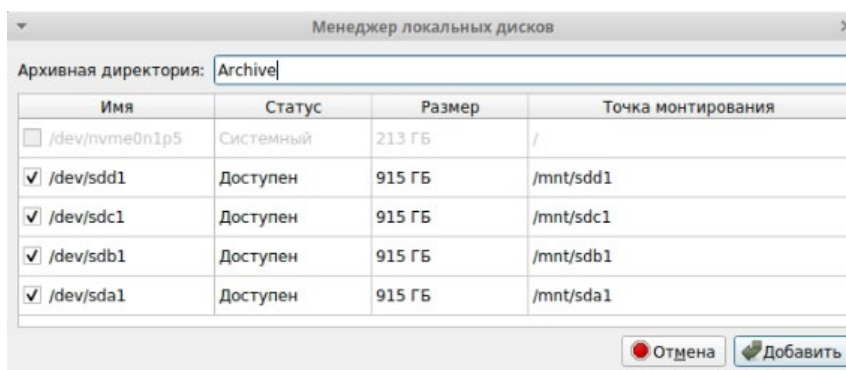 Менеджер локальных дисков
Архивная директория: Archive
Имя Статус Размер Точка монтирования
/dev/nvme0n1p5 Системный 213 ГБ /
/dev/sdd1 Доступен 915 ГБ /mnt/sdd1
/dev/sdc1 Доступен 915 ГБ /mnt/sdc1
/dev/sdb1 Доступен 915 ГБ /mnt/sdb1
/dev/sda1 Доступен 915 ГБ /mnt/sda1
Отмена Добавить